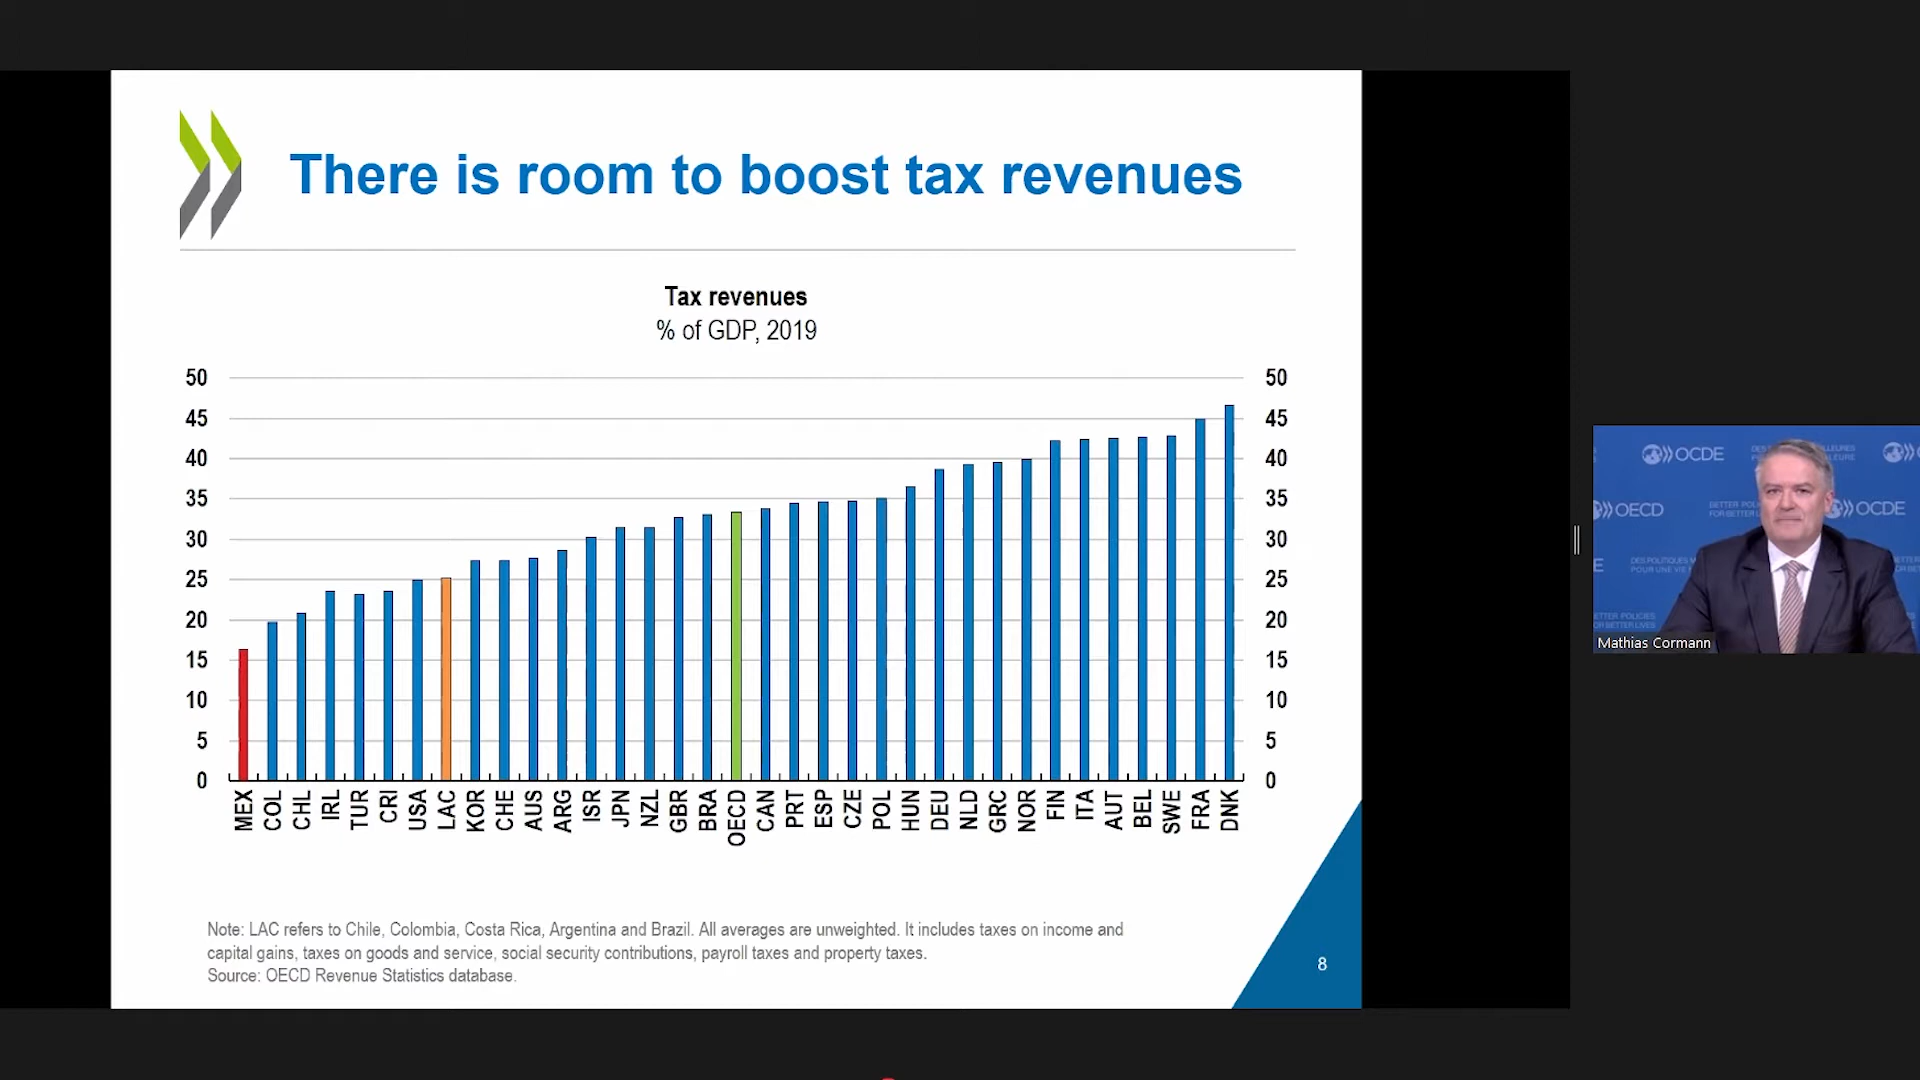 There is room to boost tax revenues
Tax revenues
% of GDP, 2019
50 50
45 45
40 40
35 35
30 30
25 25
20 20
15 15
10 10
5 5
0 0
MEX COL CHL IRL TUR CRI USA LAC KOR CHE AUS ARG ISR JPN NZL GBR BRA OECD CAN PRT ESP CZE POL HUN DEU NLD GRC NOR FIN ITA AUT BEL SWE FRA DNK
Note: LAC refers to Chile, Colombia, Costa Rica, Argentina and Brazil. All averages are unweighted. It includes taxes on income and
capital gains, taxes on goods and service, social security contributions, payroll taxes and property taxes.
Source: OECD Revenue Statistics database.
8
OCDE
OECD
OCDE
BETTER POLICIES
FOR BETTER LIVES
Mathias Cormann